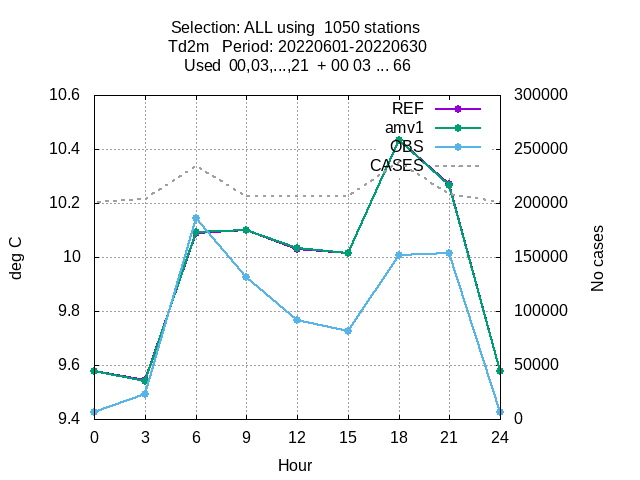 Selection: ALL using  1050 stations
Td2m   Period: 20220601-20220630
Used  00,03,...,21  + 00 03 ... 66
10.6
10.4
10.2
10
9.8
9.6
9.4
deg C
REF
amv1
OBS
CASES
300000
250000
200000
150000
100000
50000
0
No cases
0 3 6 9 12 15 18 21 24
Hour